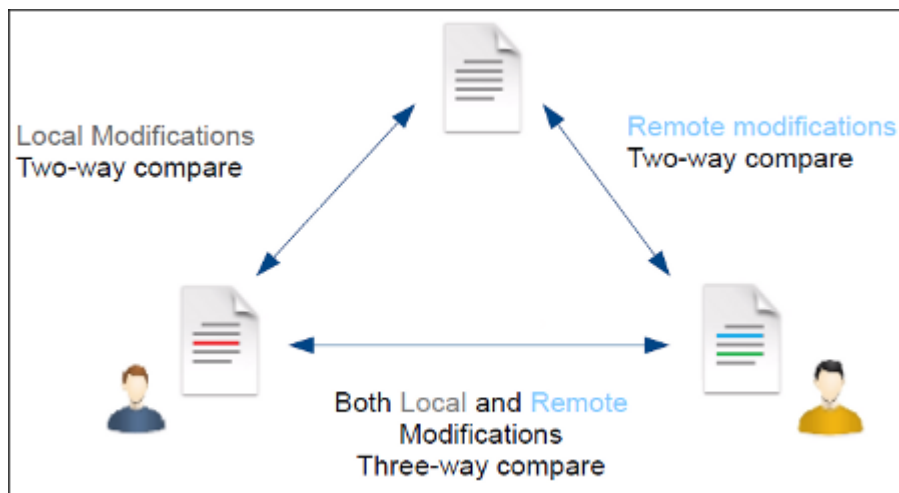 Local Modifications
Two-way compare
Remote modifications
Two-way compare
Both Local and Remote
Modifications
Three-way compare